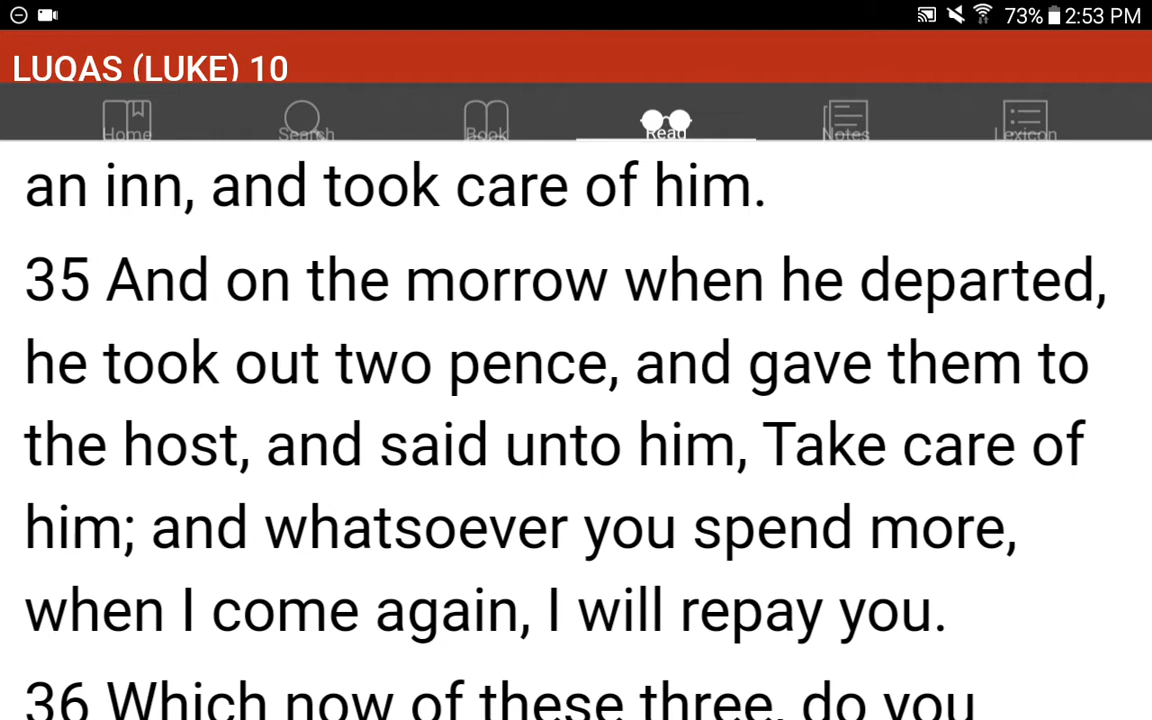 73% 2:53 PM
LUQAS (LUKE) 10
Home Search Book Read Notes Lexicon
an inn, and took care of him.
35 And on the morrow when he departed,
he took out two pence, and gave them to
the host, and said unto him, Take care of
him; and whatsoever you spend more,
when I come again, I will repay you.
36 Which now of these three, do you